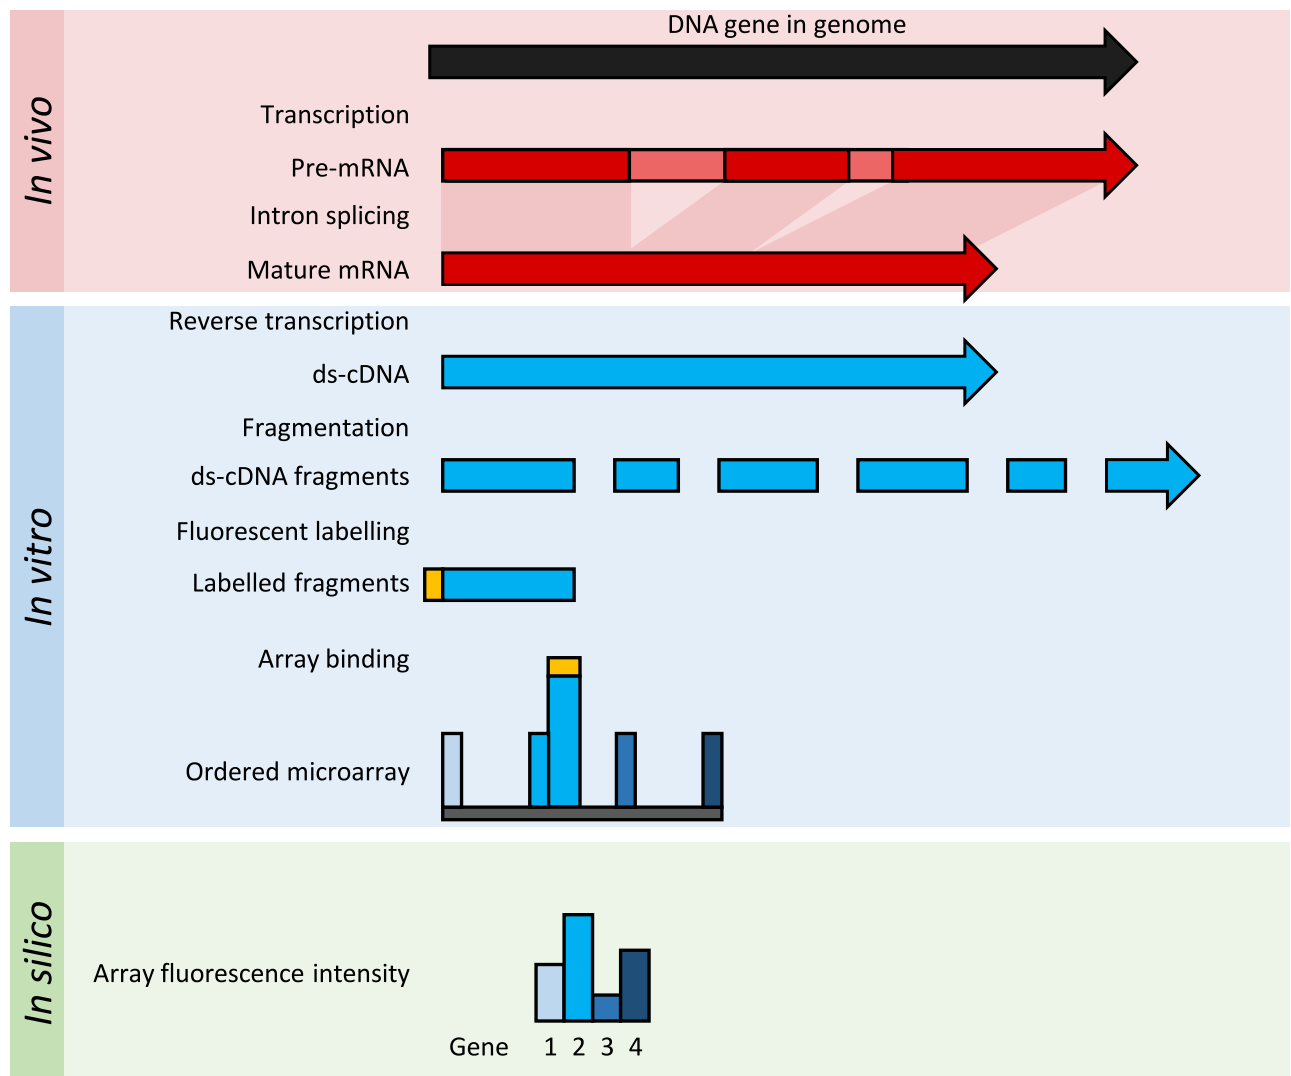 In vivo
DNA gene in genome
Transcription
Pre-mRNA
Intron splicing
Mature mRNA
In vitro
Reverse transcription
ds-cDNA
Fragmentation
ds-cDNA fragments
Fluorescent labelling
Labelled fragments
Array binding
Ordered microarray
In silico
Array fluorescence intensity
Gene 1 2 3 4